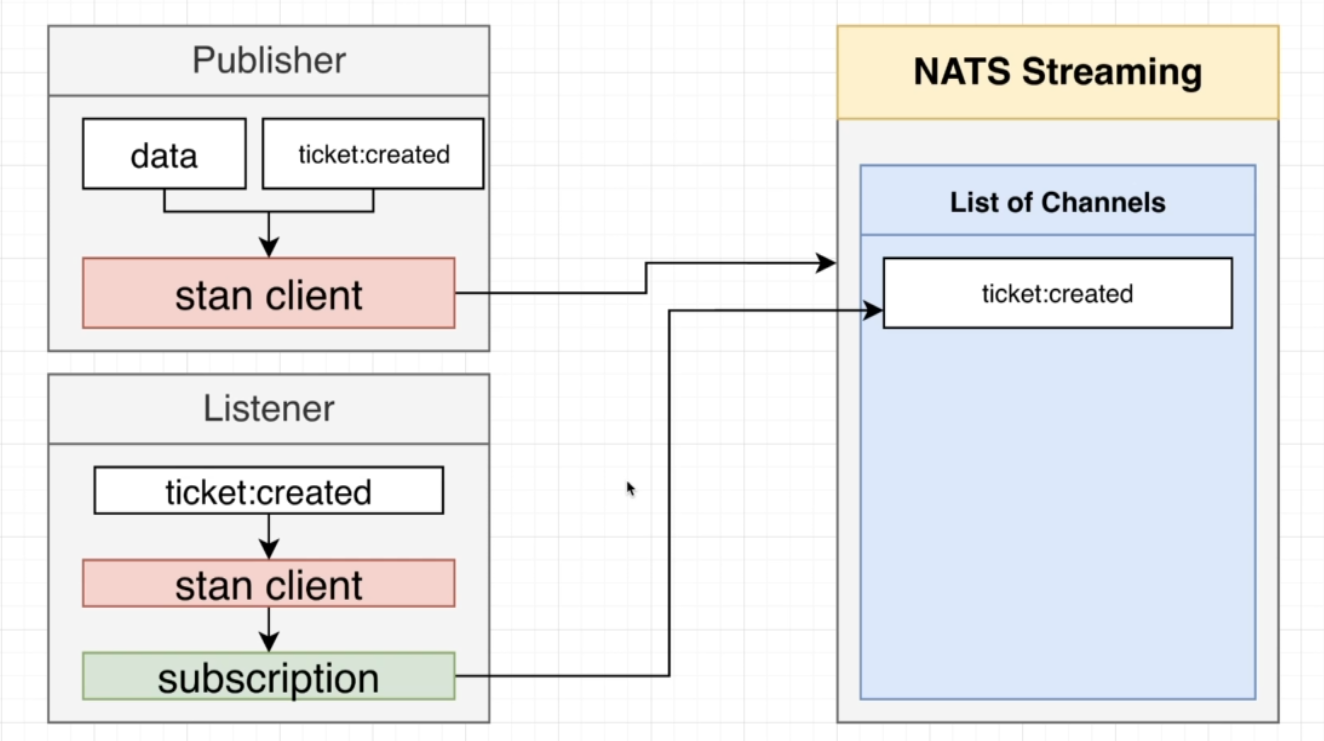 Publisher
data
ticket:created
stan client
Listener
ticket:created
stan client
subscription
NATS Streaming
List of Channels
ticket:created